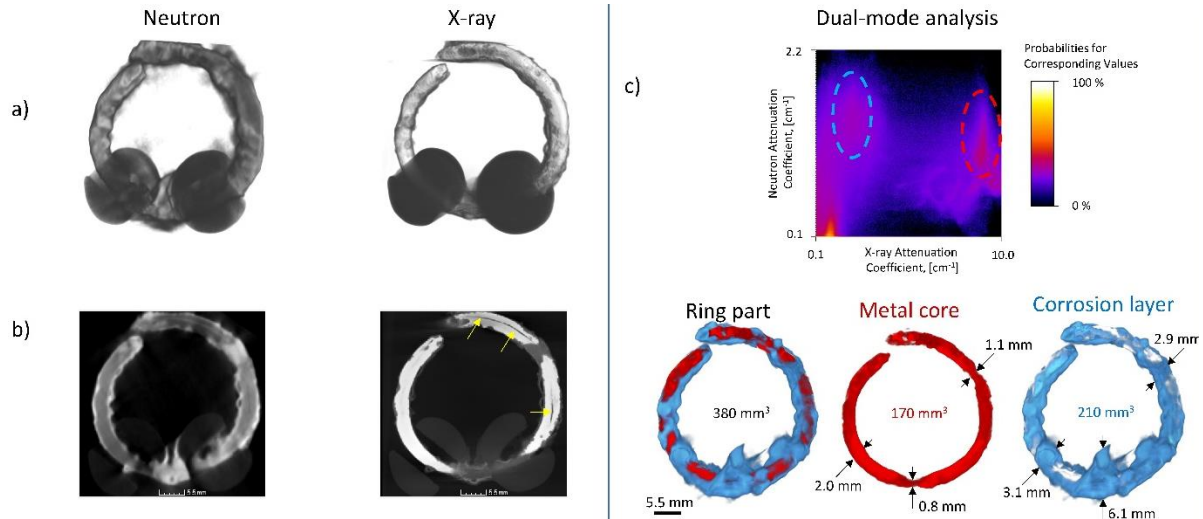 Neutron
X-ray
a)
b)
5.5 mm
5.5 mm
c)
Dual-mode analysis
2.2
Neutron Attenuation
Coefficient, [cm⁻¹]
0.1
0.1
10.0
X-ray Attenuation
Coefficient, [cm⁻¹]
Probabilities for
Corresponding Values
100 %
0 %
Ring part
380 mm³
5.5 mm
Metal core
1.1 mm
170 mm³
2.0 mm
0.8 mm
Corrosion layer
2.9 mm
210 mm³
3.1 mm
6.1 mm